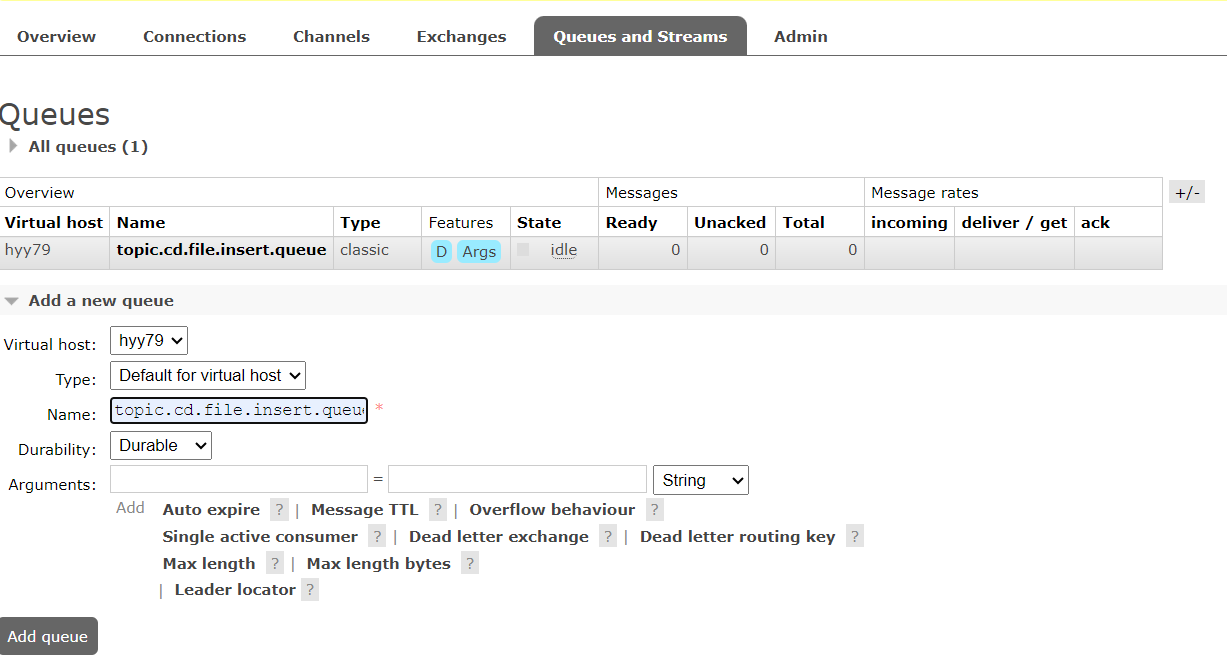 Overview Connections Channels Exchanges Queues and Streams Admin
Queues
All queues (1)
Overview Messages Message rates +/-
Virtual host Name Type Features State Ready Unacked Total incoming deliver / get ack
hyy79 topic.cd.file.insert.queue classic D Args idle 0 0 0
Add a new queue
Virtual host: hyy79
Type: Default for virtual host
Name: topic.cd.file.insert.queu *
Durability: Durable
Arguments: = String
Add Auto expire ? | Message TTL ? | Overflow behaviour ?
Single active consumer ? | Dead letter exchange ? | Dead letter routing key ?
Max length ? | Max length bytes ?
| Leader locator ?
Add queue